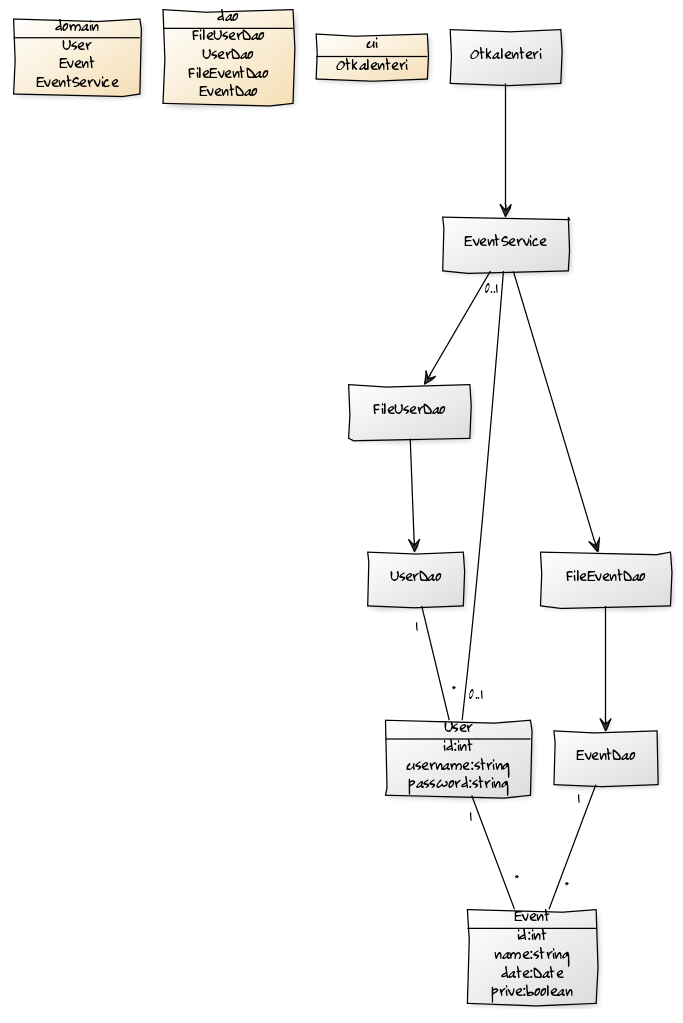 domain
User
Event
EventService
dao
FileUserDao
UserDao
FileEventDao
EventDao
ui
Otkalenteri
Otkalenteri
EventService
0..1
FileUserDao
UserDao
FileEventDao
1
*
0..1
User
id:int
username:string
password:string
EventDao
1
1
*
*
Event
id:int
name:string
date:Date
prive:boolean